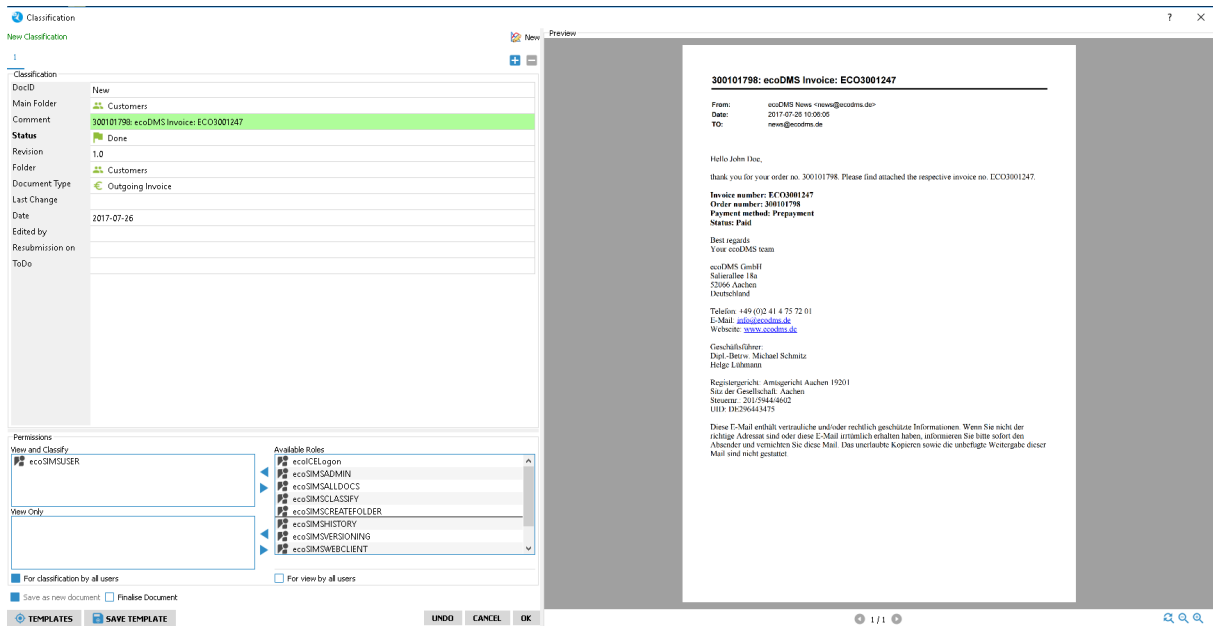 Classification
? ✕
New Classification
New
1
Classification
DocID New
Main Folder Customers
Comment 300101798: ecoDMS Invoice: ECO3001247
Status Done
Revision 1.0
Folder Customers
Document Type Outgoing Invoice
Last Change
Date 2017-07-26
Edited by
Resubmission on
ToDo
Permissions
View and Classify
ecoSIMSUSER
View Only
Available Roles
ecoICELogon
ecoSIMSADMIN
ecoSIMSALLDOCS
ecoSIMSCLASSIFY
ecoSIMSCREATEFOLDER
ecoSIMSHISTORY
ecoSIMSVERSIONING
ecoSIMSWEBCLIENT
For classification by all users
For view by all users
Save as new document Finalise Document
TEMPLATES SAVE TEMPLATE UNDO CANCEL OK
Preview
300101798: ecoDMS Invoice: ECO3001247
From: ecoDMS News <news@ecodms.de>
Date: 2017-07-26 10:06:05
TO: news@ecodms.de
Hello John Doe,
thank you for your order no. 300101798. Please find attached the respective invoice no. ECO3001247.
Invoice number: ECO3001247
Order number: 300101798
Payment method: Prepayment
Status: Paid
Best regards
Your ecoDMS team
ecoDMS GmbH
Salierallee 18a
52066 Aachen
Deutschland
Telefon: +49 (0)2 41 4 75 72 01
E-Mail: info@ecodms.de
Webseite: www.ecodms.de
Geschäftsführer:
Dipl.-Betrw. Michael Schmitz
Helge Lühmann
Registergericht: Amtsgericht Aachen 19201
Sitz der Gesellschaft: Aachen
Steuernr.: 201/5944/4602
UID: DE296443475
Diese E-Mail enthält vertrauliche und/oder rechtlich geschützte Informationen. Wenn Sie nicht der
richtige Adressat sind oder diese E-Mail irrtümlich erhalten haben, informieren Sie bitte sofort den
Absender und vernichten Sie diese Mail. Das unerlaubte Kopieren sowie die unbefugte Weitergabe dieser
Mail sind nicht gestattet.
1 / 1